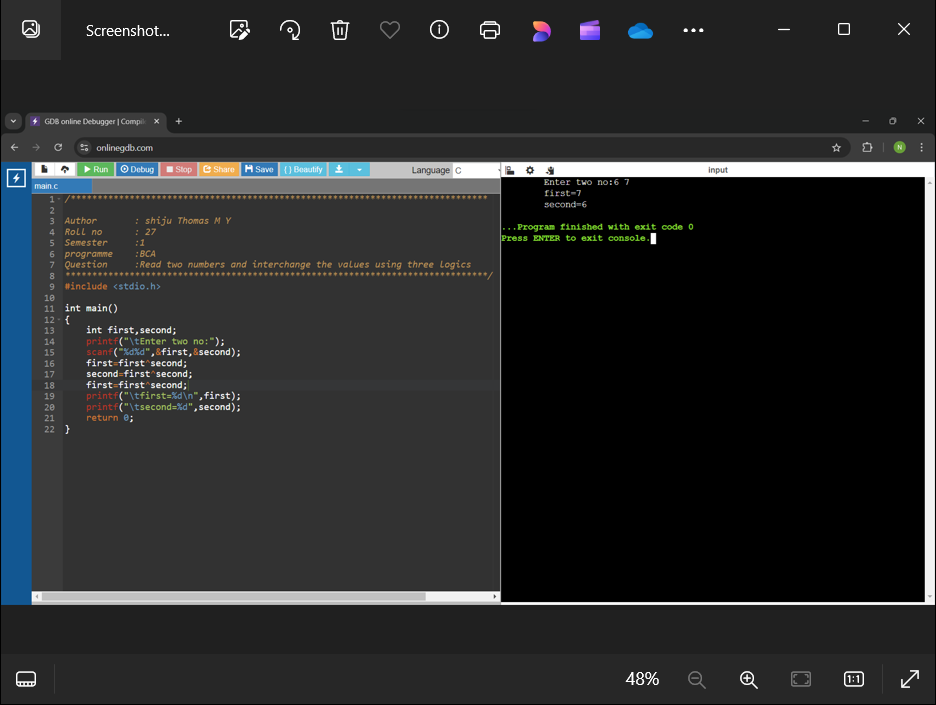 Screenshot...
GDB online Debugger | Compil
onlinegdb.com
N
Run Debug Stop Share Save { } Beautify Language C
input
main.c
1 /******************************************************************************
2
3 Author : shiju Thomas M Y
4 Roll no : 27
5 Semester :1
6 programme :BCA
7 Question :Read two numbers and interchange the values using three logics
8 *******************************************************************************/
9 #include <stdio.h>
10
11 int main()
12 {
13 int first,second;
14 printf("\tEnter two no:");
15 scanf("%d%d",&first,&second);
16 first=first^second;
17 second=first^second;
18 first=first^second;
19 printf("\tfirst=%d\n",first);
20 printf("\tsecond=%d",second);
21 return 0;
22 }
Enter two no:6 7
first=7
second=6
...Program finished with exit code 0
Press ENTER to exit console.
48%
1:1